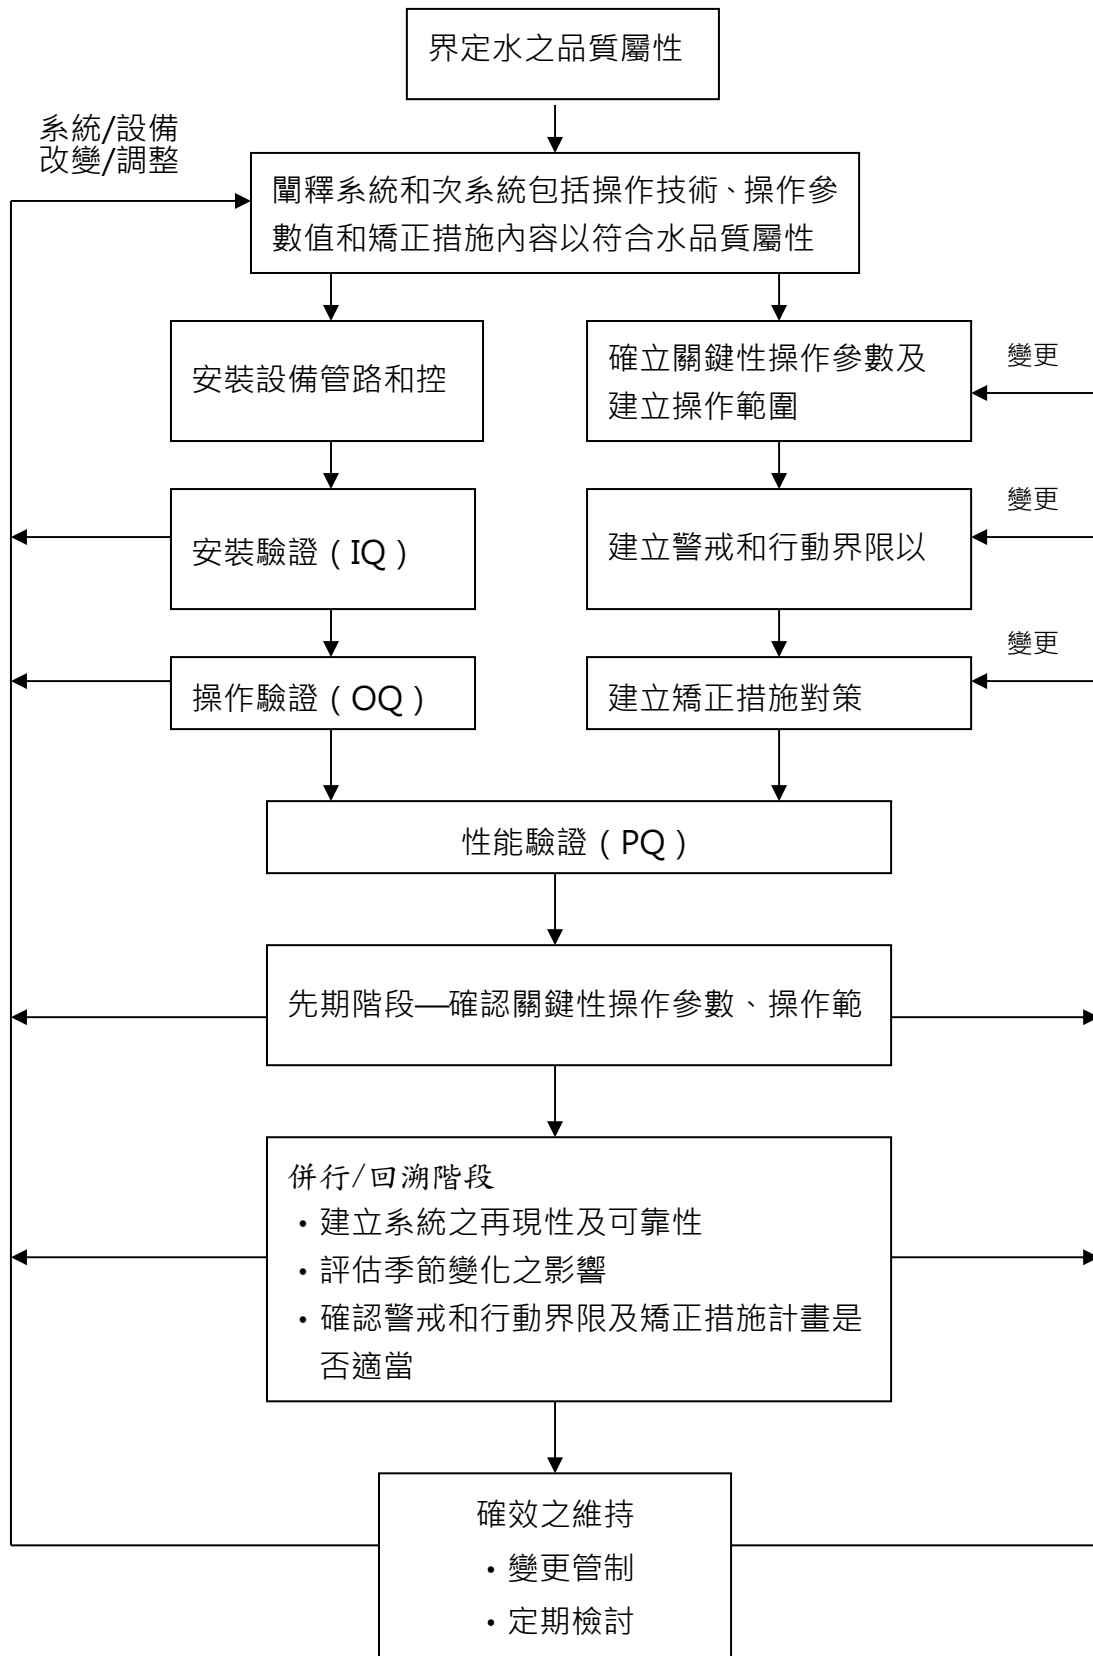 界定水之品質屬性
系統/設備
改變/調整
闡釋系統和次系統包括操作技術、操作參
數值和矯正措施內容以符合水品質屬性
安裝設備管路和控
確立關鍵性操作參數及
建立操作範圍
變更
安裝驗證（IQ）
建立警戒和行動界限以
變更
操作驗證（OQ）
建立矯正措施對策
變更
性能驗證（PQ）
先期階段—確認關鍵性操作參數、操作範
併行/回溯階段
・建立系統之再現性及可靠性
・評估季節變化之影響
・確認警戒和行動界限及矯正措施計畫是
否適當
確效之維持
・變更管制
・定期檢討